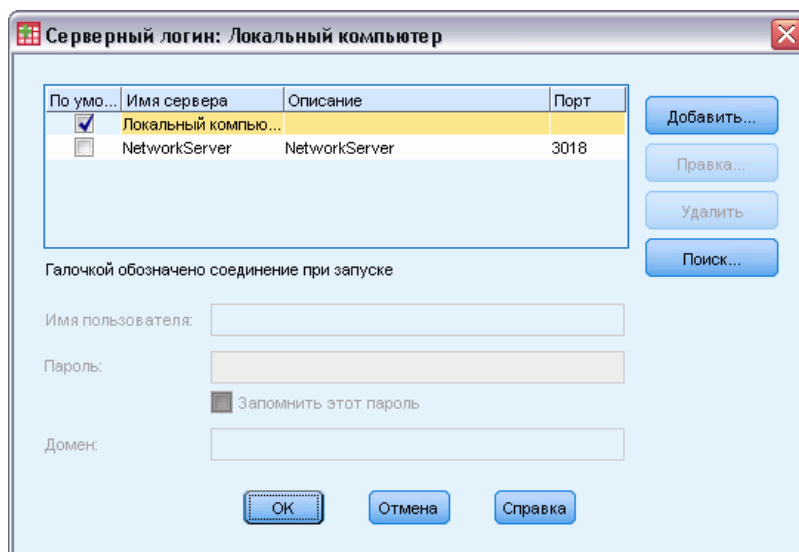 Серверный логин: Локальный компьютер
По умо... Имя сервера Описание Порт
Локальный компью...
NetworkServer NetworkServer 3018
Добавить...
Правка...
Удалить
Поиск...
Галочкой обозначено соединение при запуске
Имя пользователя:
Пароль:
Запомнить этот пароль
Домен:
OK Отмена Справка